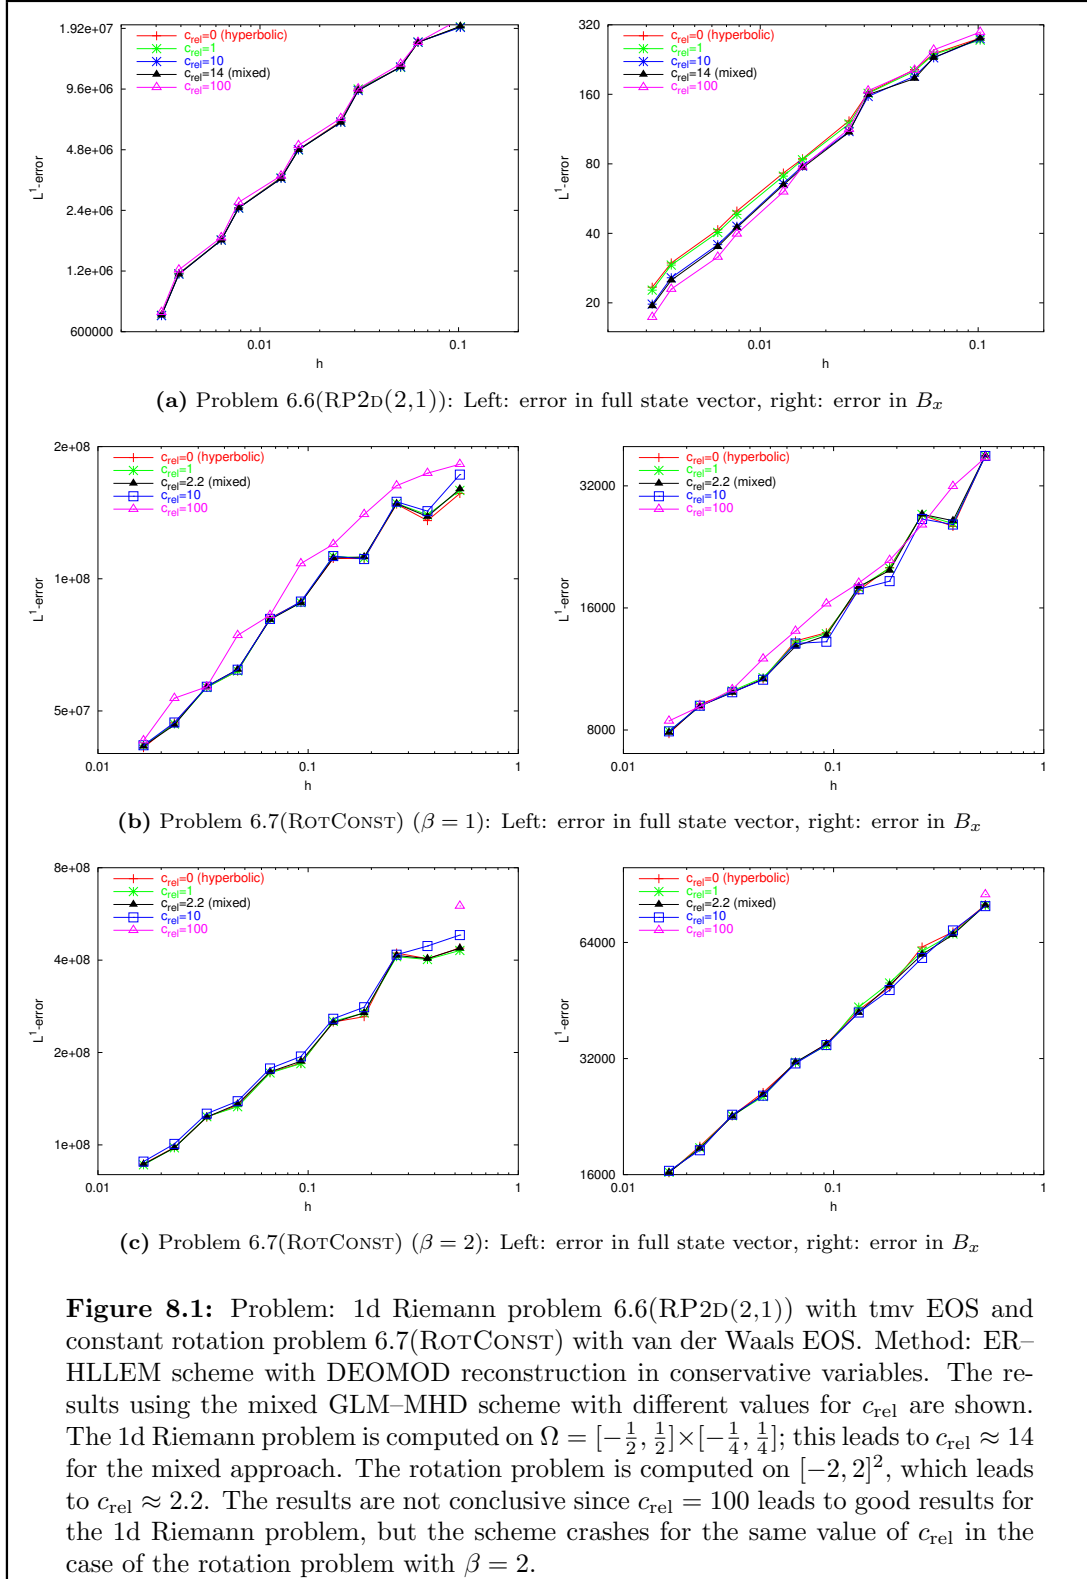 c_rel=0 (hyperbolic)
c_rel=1
c_rel=10
c_rel=14 (mixed)
c_rel=100
1.92e+07
9.6e+06
4.8e+06
2.4e+06
1.2e+06
600000
0.01
0.1
L¹-error
h
c_rel=0 (hyperbolic)
c_rel=1
c_rel=10
c_rel=14 (mixed)
c_rel=100
320
160
80
40
20
0.01
0.1
L¹-error
h
(a) Problem 6.6(RP2D(2,1)): Left: error in full state vector, right: error in B_x
c_rel=0 (hyperbolic)
c_rel=1
c_rel=2.2 (mixed)
c_rel=10
c_rel=100
2e+08
1e+08
5e+07
0.01
0.1
1
L¹-error
h
c_rel=0 (hyperbolic)
c_rel=1
c_rel=2.2 (mixed)
c_rel=10
c_rel=100
32000
16000
8000
0.01
0.1
1
L¹-error
h
(b) Problem 6.7(ROTCONST) (β = 1): Left: error in full state vector, right: error in B_x
c_rel=0 (hyperbolic)
c_rel=1
c_rel=2.2 (mixed)
c_rel=10
c_rel=100
8e+08
4e+08
2e+08
1e+08
0.01
0.1
1
L¹-error
h
c_rel=0 (hyperbolic)
c_rel=1
c_rel=2.2 (mixed)
c_rel=10
c_rel=100
64000
32000
16000
0.01
0.1
1
L¹-error
h
(c) Problem 6.7(ROTCONST) (β = 2): Left: error in full state vector, right: error in B_x
Figure 8.1: Problem: 1d Riemann problem 6.6(RP2D(2,1)) with tmv EOS and
constant rotation problem 6.7(ROTCONST) with van der Waals EOS. Method: ER–
HLLEM scheme with DEOMOD reconstruction in conservative variables. The re-
sults using the mixed GLM–MHD scheme with different values for c_rel are shown.
The 1d Riemann problem is computed on Ω = [−1/2, 1/2]×[−1/4, 1/4]; this leads to c_rel ≈ 14
for the mixed approach. The rotation problem is computed on [−2, 2]², which leads
to c_rel ≈ 2.2. The results are not conclusive since c_rel = 100 leads to good results for
the 1d Riemann problem, but the scheme crashes for the same value of c_rel in the
case of the rotation problem with β = 2.